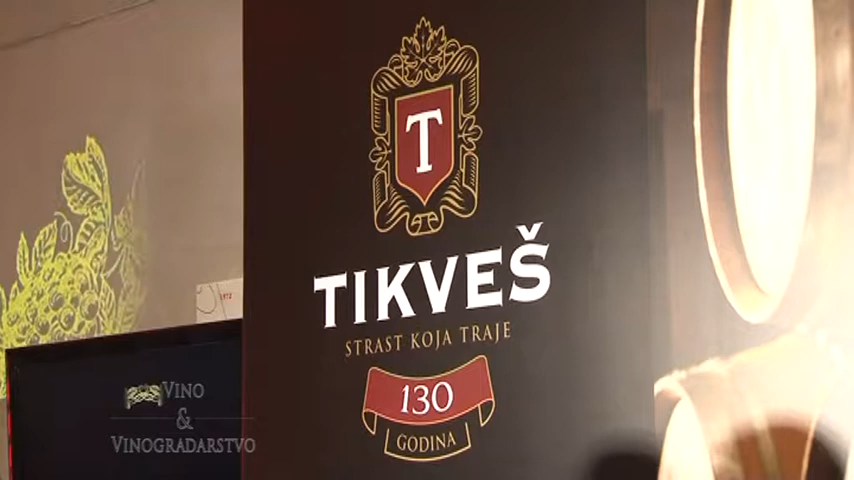 T
TIKVEŠ
STRAST KOJA TRAJE
130
GODINA
VINO
&
VINOGRADARSTVO